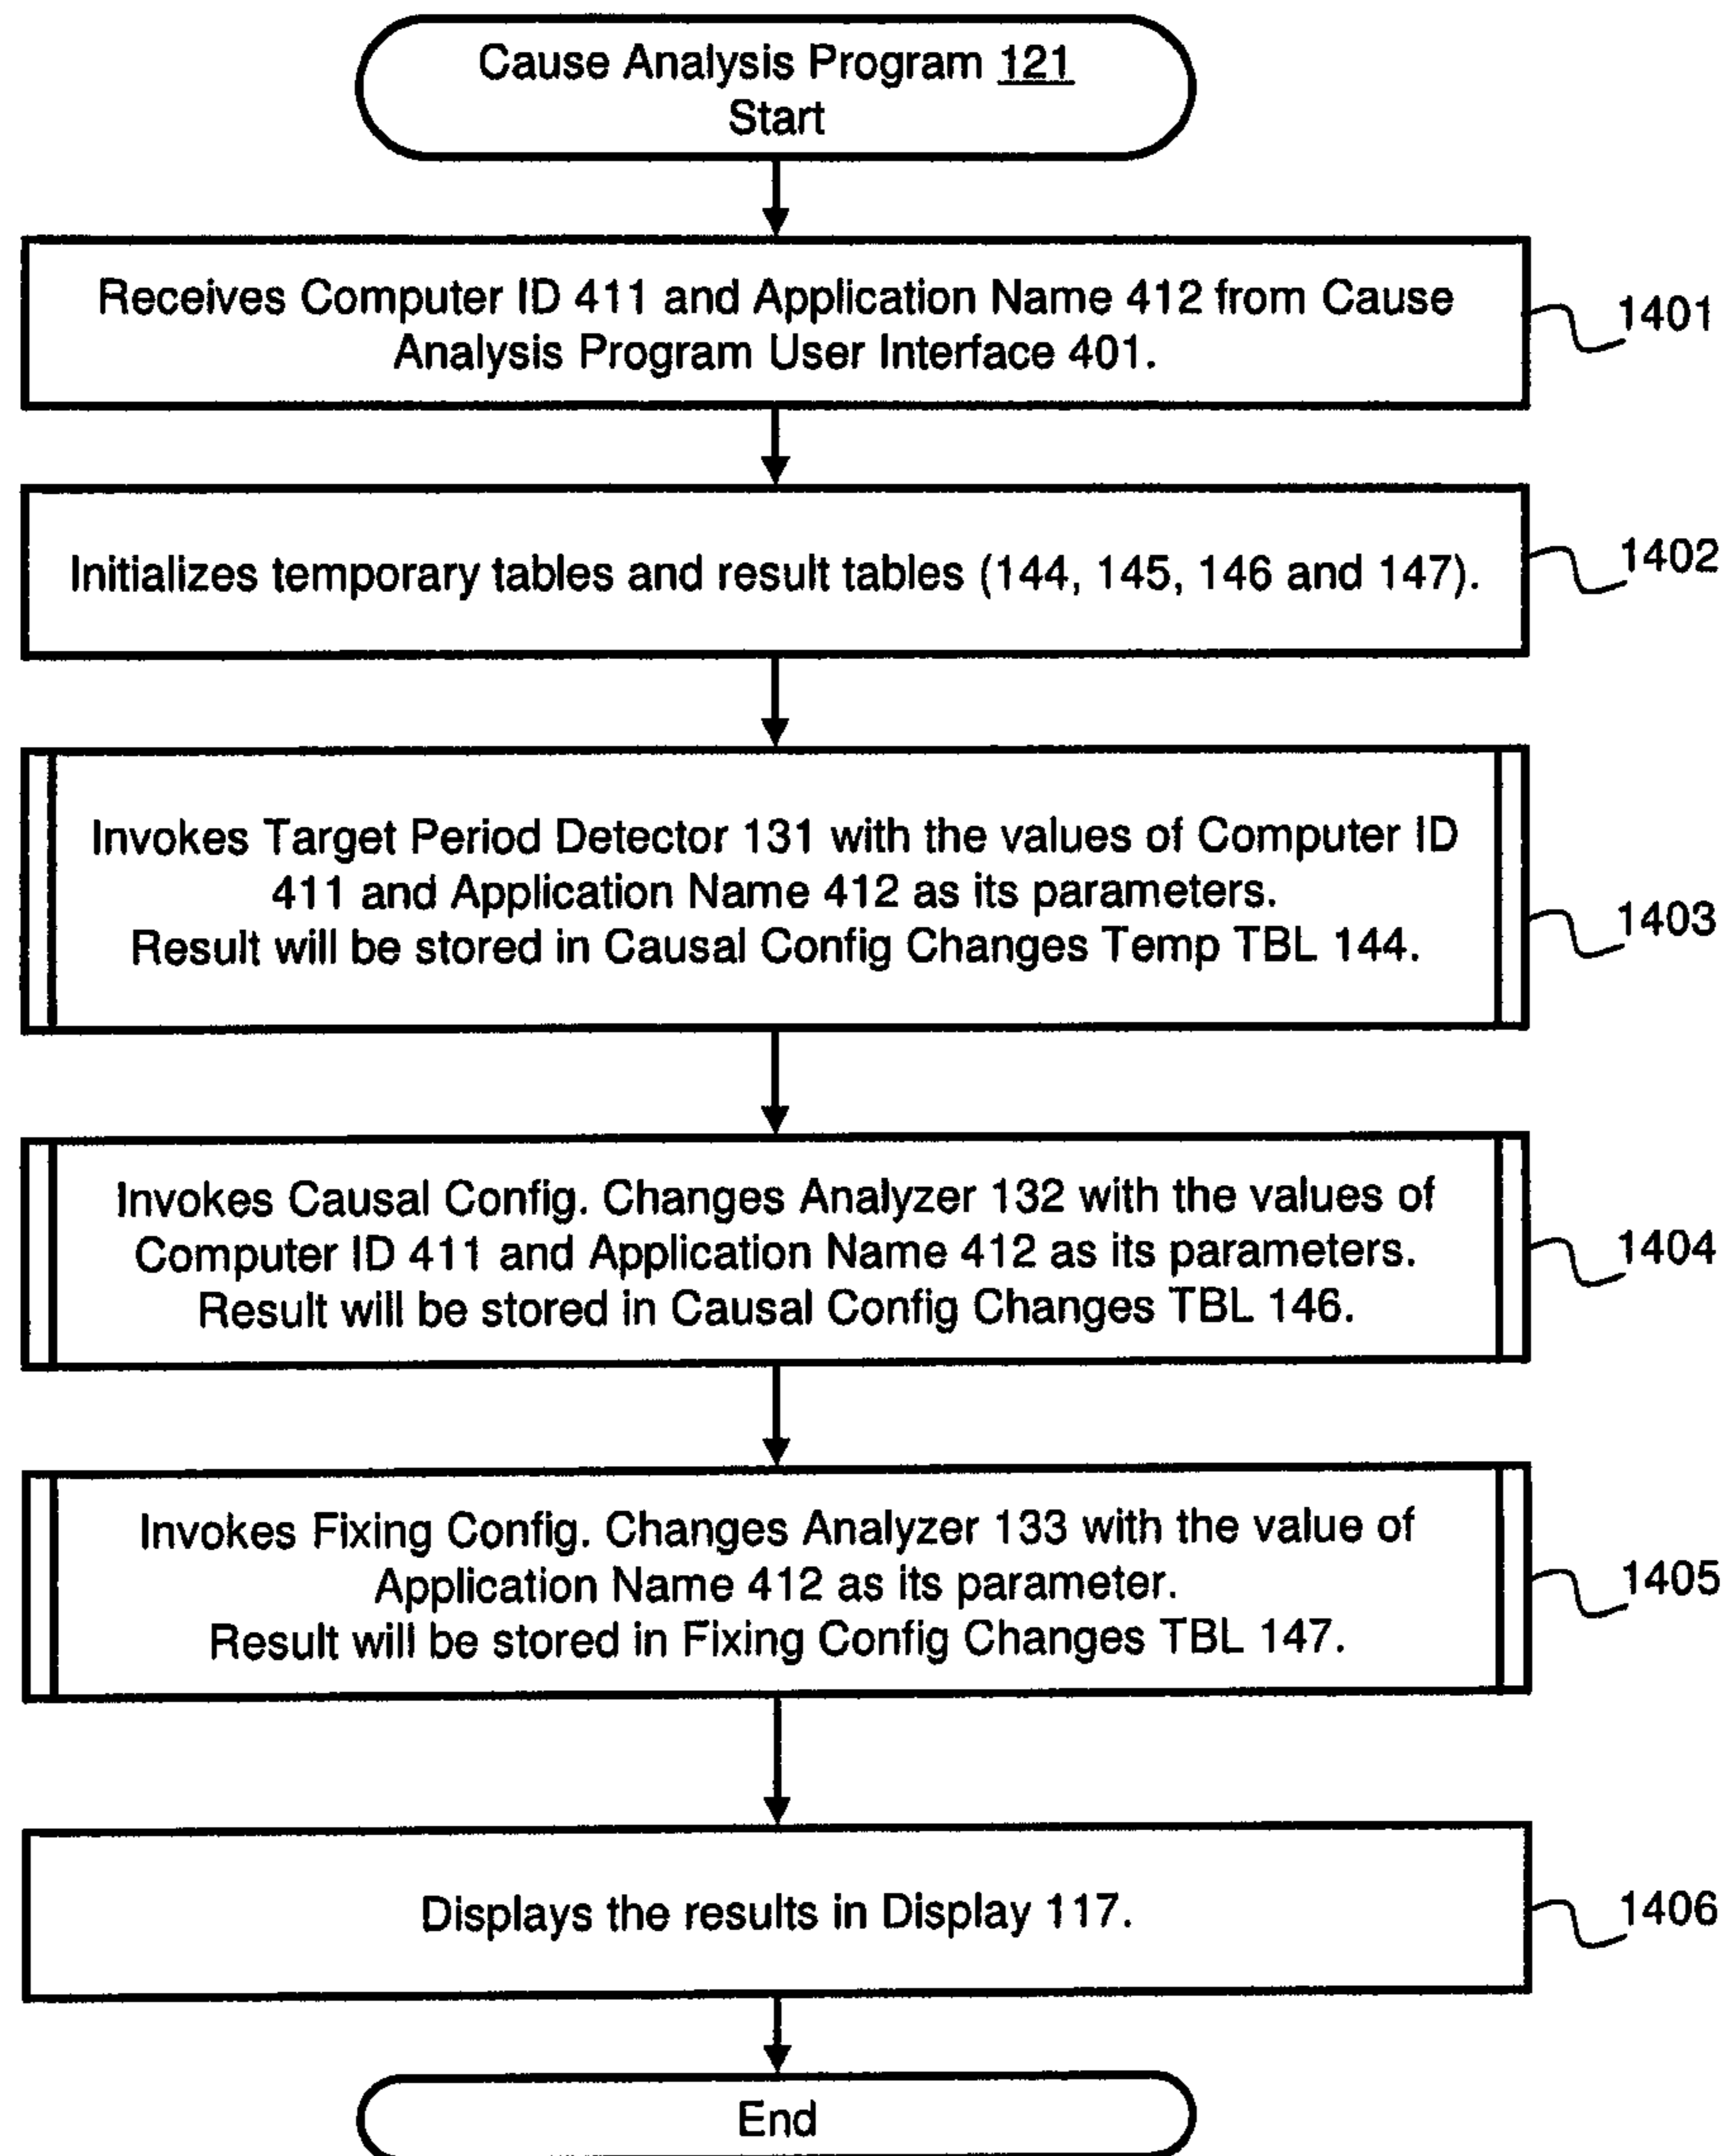 Cause Analysis Program 121
Start
Receives Computer ID 411 and Application Name 412 from Cause
Analysis Program User Interface 401.
1401
Initializes temporary tables and result tables (144, 145, 146 and 147).
1402
Invokes Target Period Detector 131 with the values of Computer ID
411 and Application Name 412 as its parameters.
Result will be stored in Causal Config Changes Temp TBL 144.
1403
Invokes Causal Config. Changes Analyzer 132 with the values of
Computer ID 411 and Application Name 412 as its parameters.
Result will be stored in Causal Config Changes TBL 146.
1404
Invokes Fixing Config. Changes Analyzer 133 with the value of
Application Name 412 as its parameter.
Result will be stored in Fixing Config Changes TBL 147.
1405
Displays the results in Display 117.
1406
End